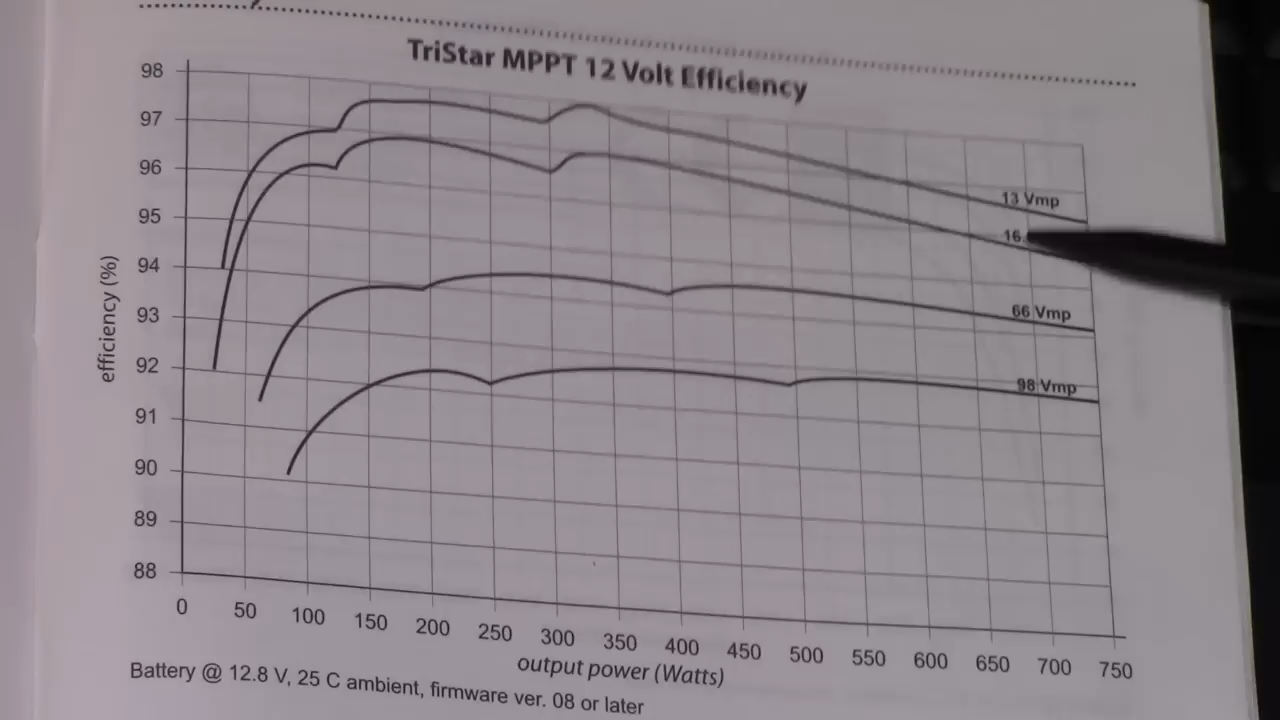 TriStar MPPT 12 Volt Efficiency
98
97
96
95
94
93
92
91
90
89
88
efficiency (%)
13 Vmp
16
66 Vmp
98 Vmp
0 50 100 150 200 250 300 350 400 450 500 550 600 650 700 750
output power (Watts)
Battery @ 12.8 V, 25 C ambient, firmware ver. 08 or later